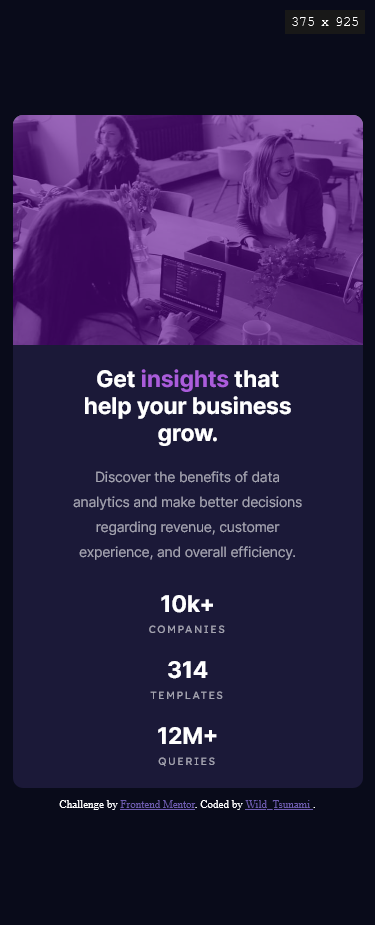 375 x 925
Get insights that
help your business
grow.
Discover the benefits of data
analytics and make better decisions
regarding revenue, customer
experience, and overall efficiency.
10k+
COMPANIES
314
TEMPLATES
12M+
QUERIES
Challenge by Frontend Mentor. Coded by Wild_Tsunami .